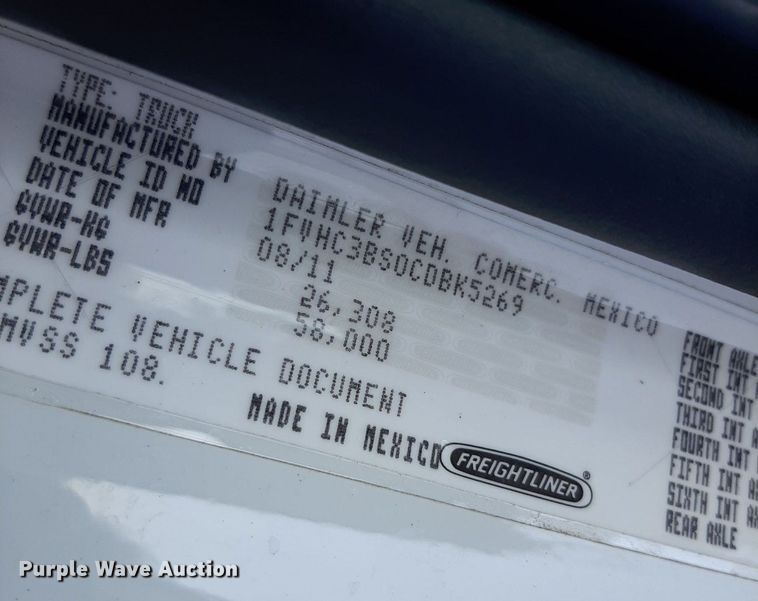 TYPE: TRUCK
MANUFACTURED BY DAIMLER VEH. COMERC. MEXICO
VEHICLE ID NO 1FVHC3BS0CDBK5269
DATE OF MFR 08/11
GVWR-KG 26,308
GVWR-LBS 58,000
MPLETE VEHICLE DOCUMENT
MVSS 108.
MADE IN MEXICO
FREIGHTLINER®
FRONT AXLE
FIRST INT
SECOND INT
THIRD INT A
FOURTH INT
FIFTH INT A
SIXTH INT AX
REAR AXLE
Purple Wave Auction